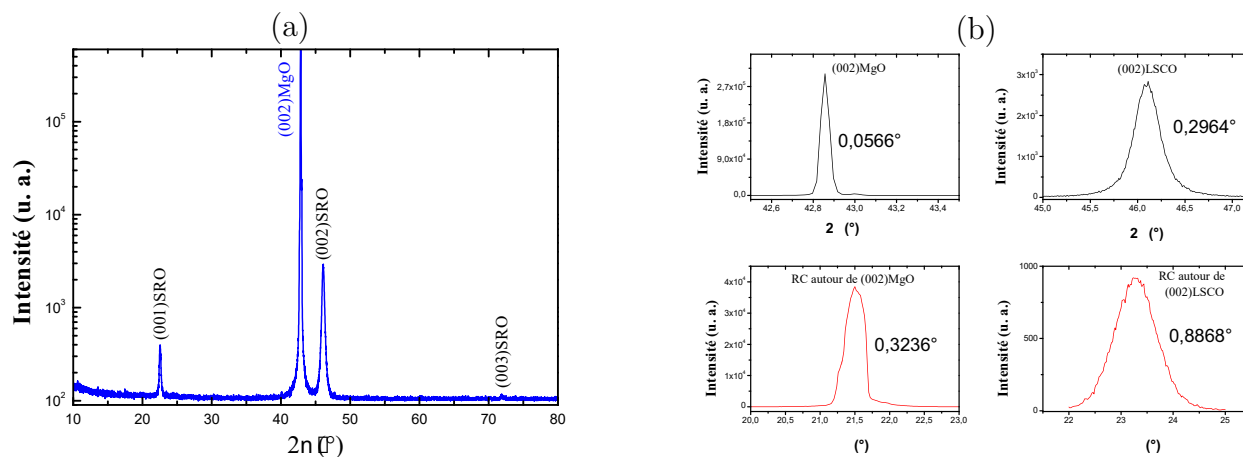 (a)
Intensité (u. a.)
10⁵
10⁴
10³
10²
(001)SRO
(002)MgO
(002)SRO
(003)SRO
10 20 30 40 50 60 70 80
(b)
Intensité (u. a.)
2,7x10⁵
1,8x10⁵
9,0x10⁴
0,0
(002)MgO
0,0566°
42,6 42,8 43,0 43,2 43,4
2 (°)
Intensité (u. a.)
3x10³
2x10³
1x10³
0
(002)LSCO
0,2964°
45,0 45,5 46,0 46,5 47,0
2 (°)
Intensité (u. a.)
4x10⁴
3x10⁴
2x10⁴
1x10⁴
0
RC autour de (002)MgO
0,3236°
20,0 20,5 21,0 21,5 22,0 22,5 23,0
(°)
Intensité (u. a.)
1000
750
500
250
0
RC autour de
(002)LSCO
0,8868°
22 23 24 25
(°)